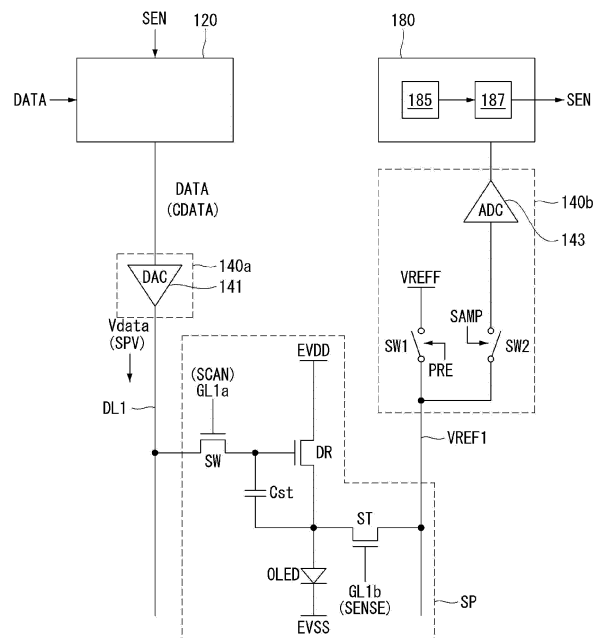 SEN
120
180
DATA
185
187
SEN
DATA
(CDATA)
ADC
140b
143
DAC
140a
141
VREFF
Vdata
(SPV)
SAMP
SW1
SW2
PRE
EVDD
(SCAN)
GL1a
DL1
VREF1
SW
DR
Cst
ST
OLED
GL1b
(SENSE)
SP
EVSS